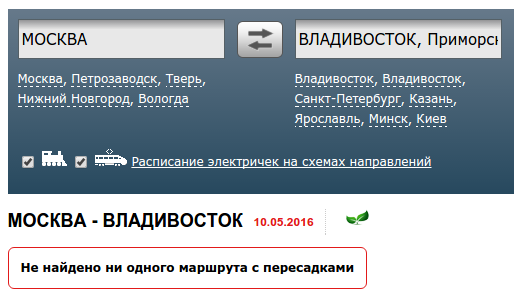 МОСКВА
ВЛАДИВОСТОК, Приморск
Москва, Петрозаводск, Тверь,
Нижний Новгород, Вологда
Владивосток, Владивосток,
Санкт-Петербург, Казань,
Ярославль, Минск, Киев
Расписание электричек на схемах направлений
МОСКВА - ВЛАДИВОСТОК 10.05.2016
Не найдено ни одного маршрута с пересадками